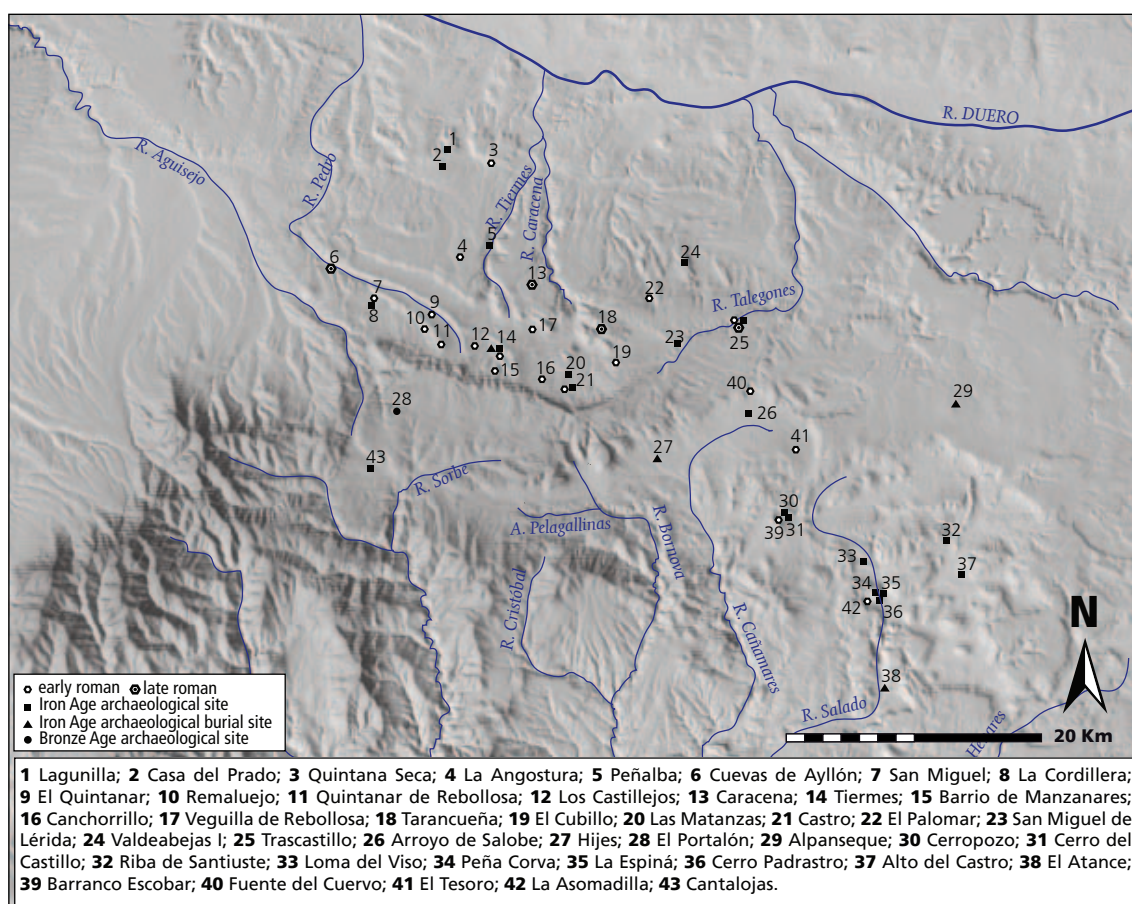 R. DUERO
R. Aguisejo
R. Pedro
1
2
3
R. Tiermes
R. Caracena
5
4
24
6
13
22
7
8
9
R. Talegones
10
11
12
14
17
18
23
25
15
16
20
21
19
40
29
28
26
41
27
43
R. Sorbe
30
A. Pelagallinas
R. Bornova
39
31
32
33
37
34
35
R. Cristóbal
42
36
R. Cañamares
N
38
R. Salado
Henares
20 Km
early roman late roman
Iron Age archaeological site
Iron Age archaeological burial site
Bronze Age archaeological site
1 Lagunilla; 2 Casa del Prado; 3 Quintana Seca; 4 La Angostura; 5 Peñalba; 6 Cuevas de Ayllón; 7 San Miguel; 8 La Cordillera;
9 El Quintanar; 10 Remaluejo; 11 Quintanar de Rebollosa; 12 Los Castillejos; 13 Caracena; 14 Tiermes; 15 Barrio de Manzanares;
16 Canchorrillo; 17 Veguilla de Rebollosa; 18 Tarancueña; 19 El Cubillo; 20 Las Matanzas; 21 Castro; 22 El Palomar; 23 San Miguel de
Lérida; 24 Valdeabejas I; 25 Trascastillo; 26 Arroyo de Salobe; 27 Hijes; 28 El Portalón; 29 Alpanseque; 30 Cerropozo; 31 Cerro del
Castillo; 32 Riba de Santiuste; 33 Loma del Viso; 34 Peña Corva; 35 La Espiná; 36 Cerro Padrastro; 37 Alto del Castro; 38 El Atance;
39 Barranco Escobar; 40 Fuente del Cuervo; 41 El Tesoro; 42 La Asomadilla; 43 Cantalojas.